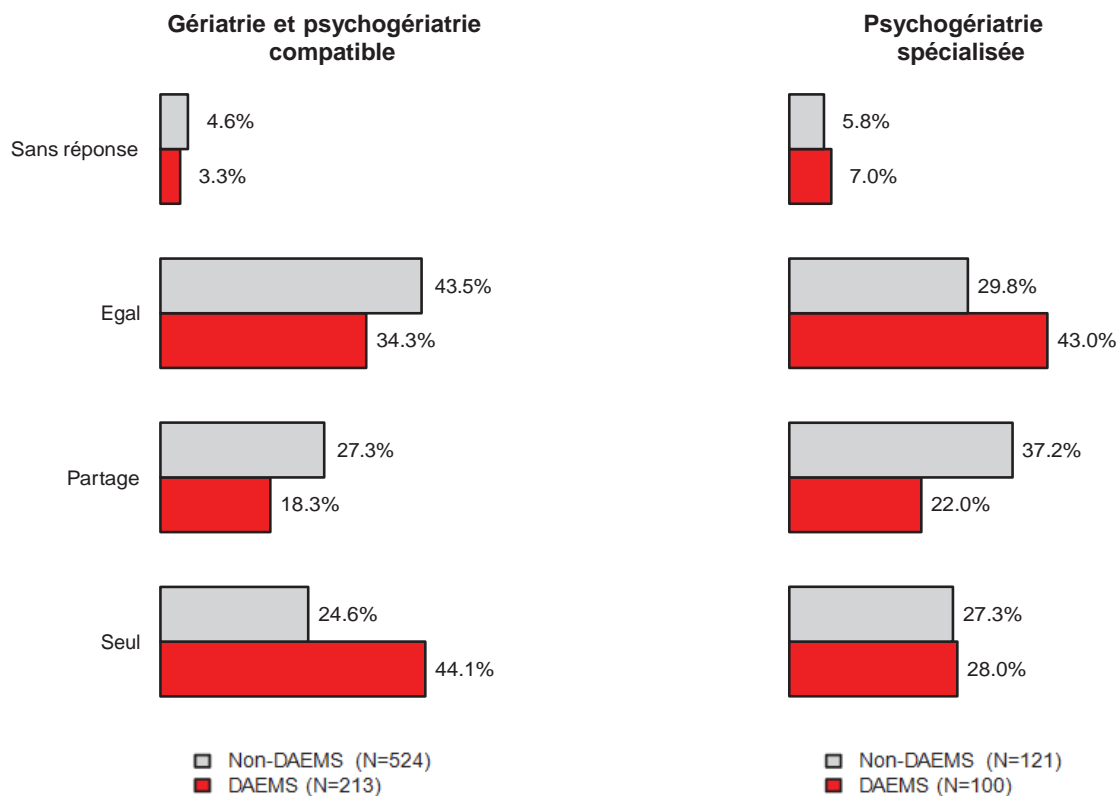 Gériatrie et psychogériatrie
compatible
Sans réponse
4.6%
3.3%
Egal
43.5%
34.3%
Partage
27.3%
18.3%
Seul
24.6%
44.1%
Non-DAEMS (N=524)
DAEMS (N=213)
Psychogériatrie
spécialisée
5.8%
7.0%
29.8%
43.0%
37.2%
22.0%
27.3%
28.0%
Non-DAEMS (N=121)
DAEMS (N=100)